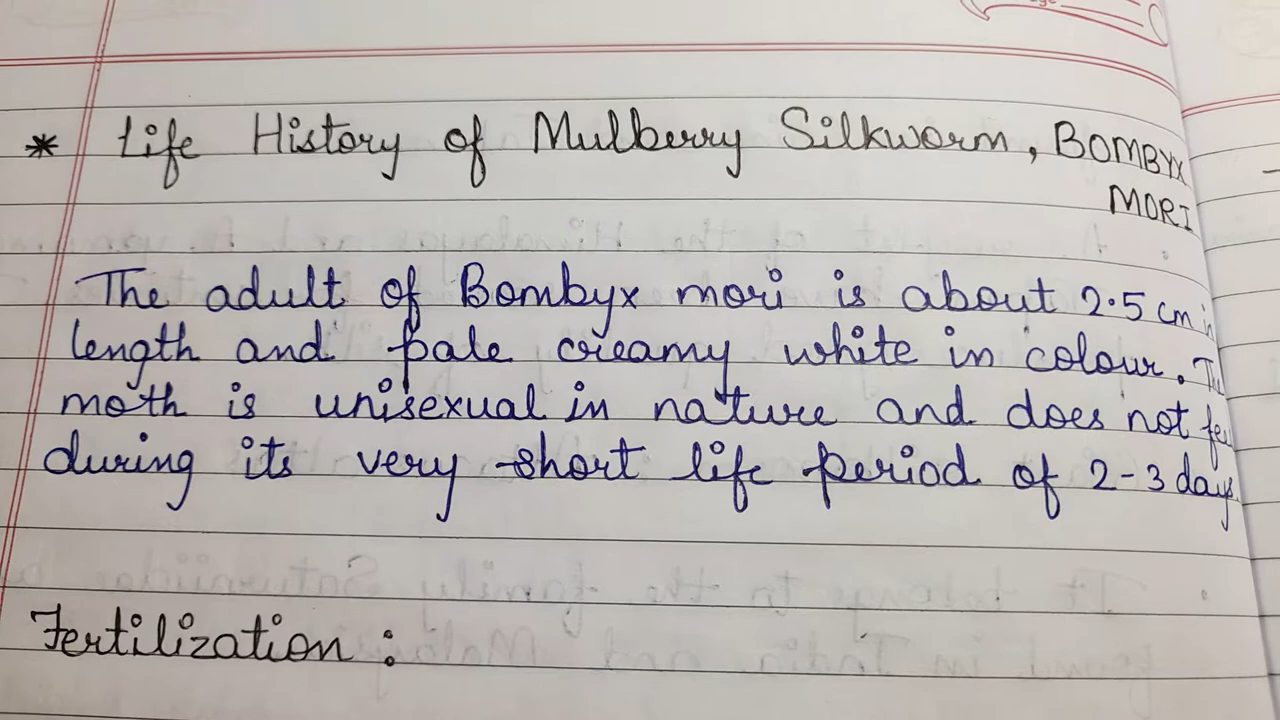 * Life History of Mulberry Silkworm, BOMBYX
MORI
The adult of Bombyx mori is about 2.5 cm in
length and pale creamy white in colour. The
moth is unisexual in nature and does not
during its very short life period of 2-3 days.
Fertilization :